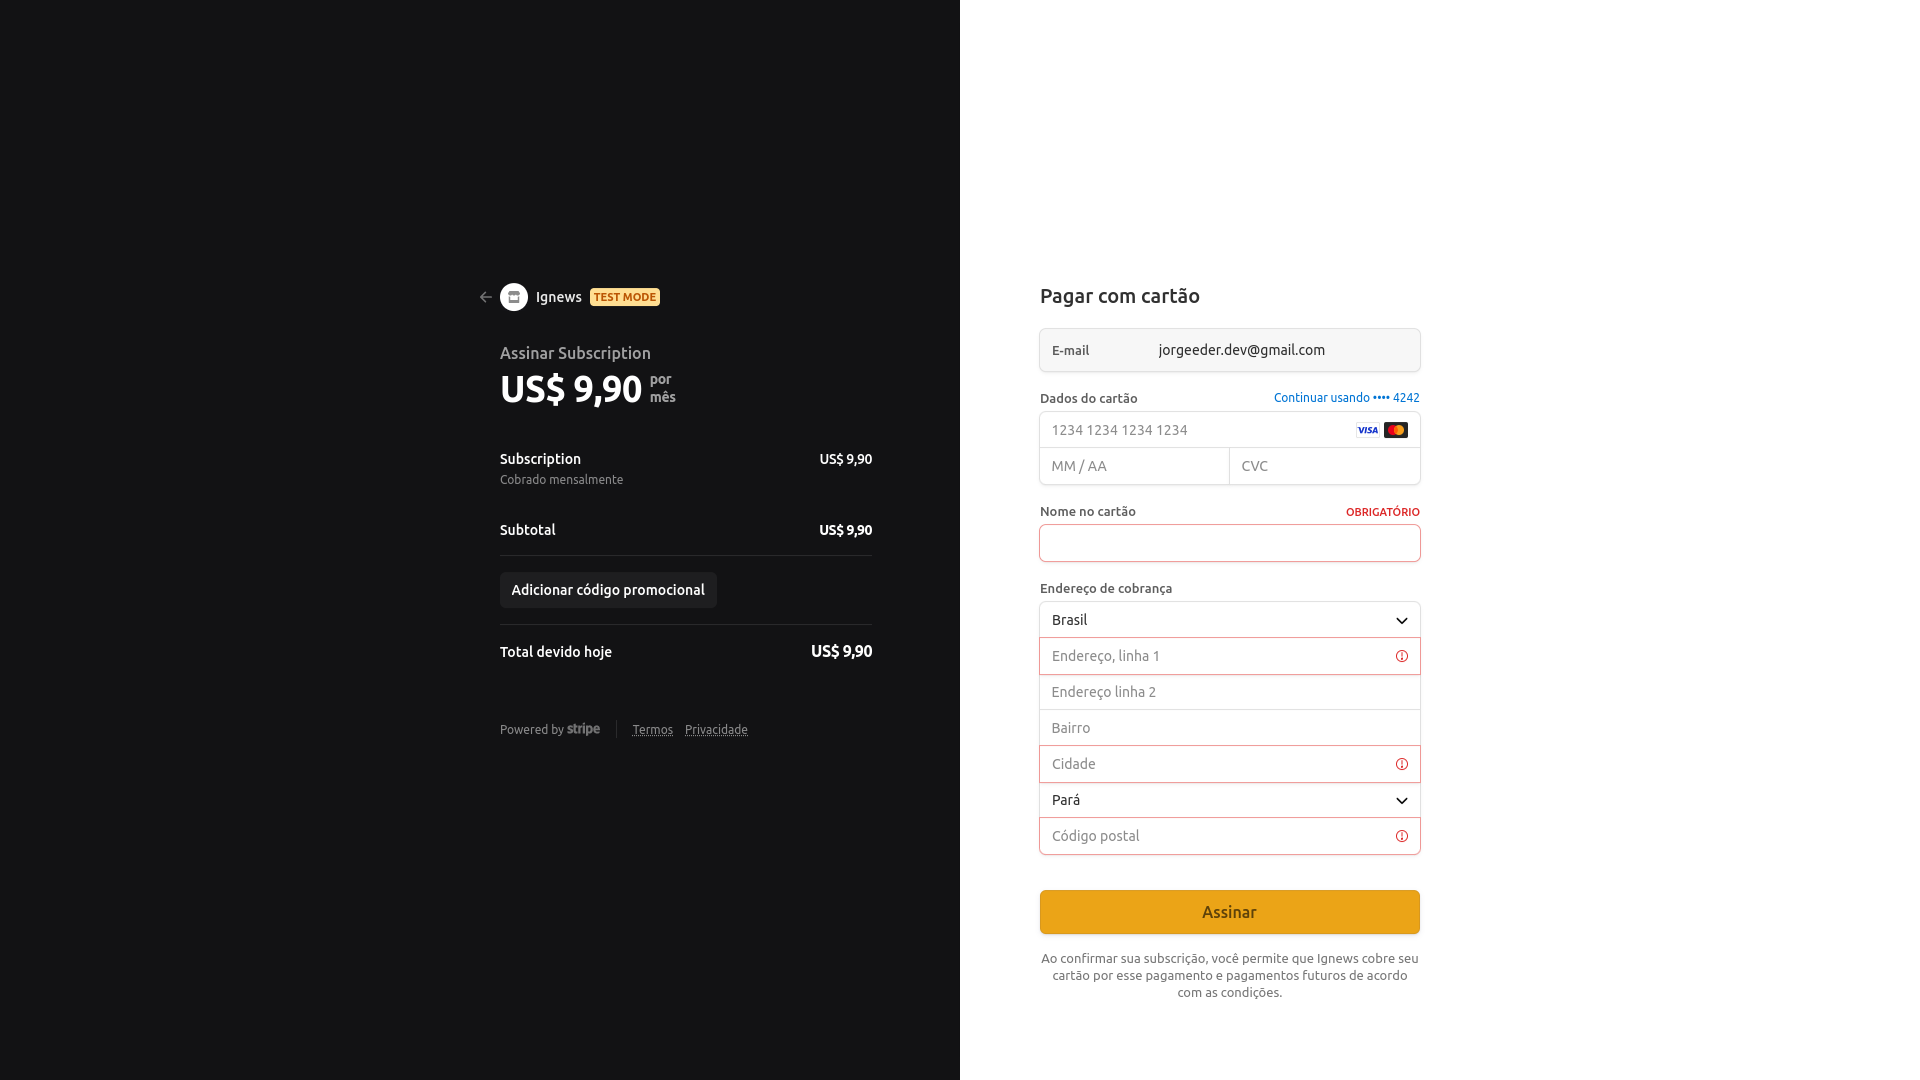 Ignews TEST MODE
Assinar Subscription
US$ 9,90 por mês
Subscription US$ 9,90
Cobrado mensalmente
Subtotal US$ 9,90
Adicionar código promocional
Total devido hoje US$ 9,90
Powered by stripe Termos Privacidade
Pagar com cartão
E-mail jorgeeder.dev@gmail.com
Dados do cartão Continuar usando •••• 4242
1234 1234 1234 1234 VISA
MM / AA CVC
Nome no cartão OBRIGATÓRIO
Endereço de cobrança
Brasil
Endereço, linha 1
Endereço linha 2
Bairro
Cidade
Pará
Código postal
Assinar
Ao confirmar sua subscrição, você permite que Ignews cobre seu
cartão por esse pagamento e pagamentos futuros de acordo
com as condições.